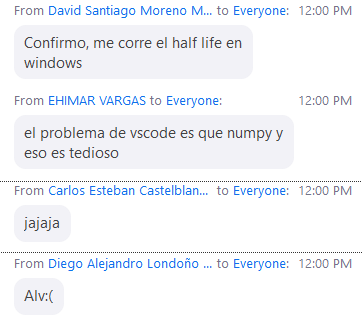 From David Santiago Moreno M... to Everyone: 12:00 PM
Confirmo, me corre el half life en
windows
From EHIMAR VARGAS to Everyone: 12:00 PM
el problema de vscode es que numpy y
eso es tedioso
From Carlos Esteban Castelblan... to Everyone: 12:00 PM
jajaja
From Diego Alejandro Londoño ... to Everyone: 12:00 PM
Alv:(